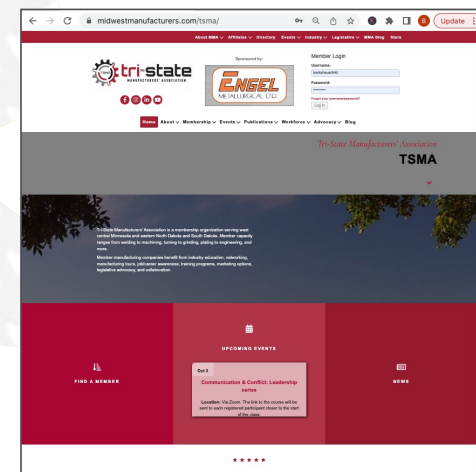 midwestmanufacturers.com/tsma/
B
Update
About MMA Affiliates Directory Events Industry Legislative MMA Blog Store
tri-state
MANUFACTURERS' ASSOCIATION
Sponsored by:
ENGEL
METALLURGICAL LTD.
Member Login
Username:
Password:
Forgot your username/password?
Log in
Home About Membership Events Publications Workforce Advocacy Blog
Tri-State Manufacturers' Association
TSMA
Tri-State Manufacturers' Association is a membership organization serving west
central Minnesota and eastern North Dakota and South Dakota. Member capacity
ranges from welding to machining, turning to grinding, plating to engineering, and
more.
Member manufacturing companies benefit from industry education, networking,
manufacturing tours, job/career awareness, training programs, marketing options,
legislative advocacy, and collaboration.
FIND A MEMBER
UPCOMING EVENTS
Oct 3
Communication & Conflict: Leadership
series
Location: Via Zoom. The link to the course will be
sent to each registered participant closer to the start
of the class.
NEWS